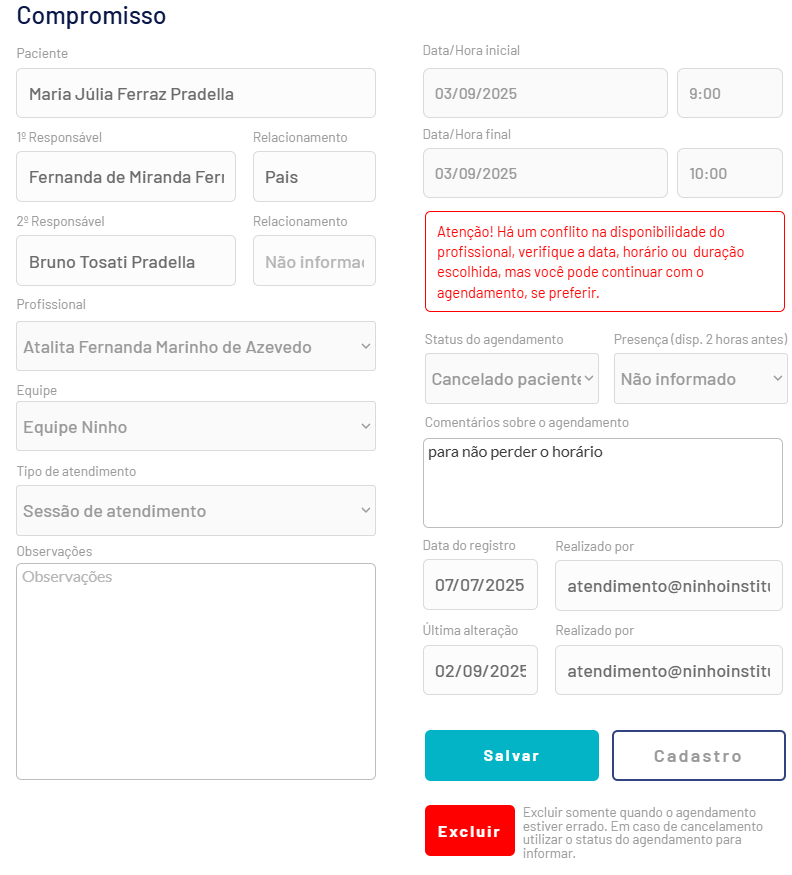 Compromisso
Paciente
Maria Júlia Ferraz Pradella
1º Responsável
Relacionamento
Fernanda de Miranda Ferr
Pais
2º Responsável
Relacionamento
Bruno Tosati Pradella
Não informad
Profissional
Atalita Fernanda Marinho de Azevedo
Equipe
Equipe Ninho
Tipo de atendimento
Sessão de atendimento
Observações
Observações
Data/Hora inicial
03/09/2025
9:00
Data/Hora final
03/09/2025
10:00
Atenção! Há um conflito na disponibilidade do
profissional, verifique a data, horário ou duração
escolhida, mas você pode continuar com o
agendamento, se preferir.
Status do agendamento
Presença (disp. 2 horas antes)
Cancelado paciente
Não informado
Comentários sobre o agendamento
para não perder o horário
Data do registro
Realizado por
07/07/2025
atendimento@ninhoinstitu
Última alteração
Realizado por
02/09/2025
atendimento@ninhoinstitu
Salvar
Cadastro
Excluir
Excluir somente quando o agendamento
estiver errado. Em caso de cancelamento
utilizar o status do agendamento para
informar.